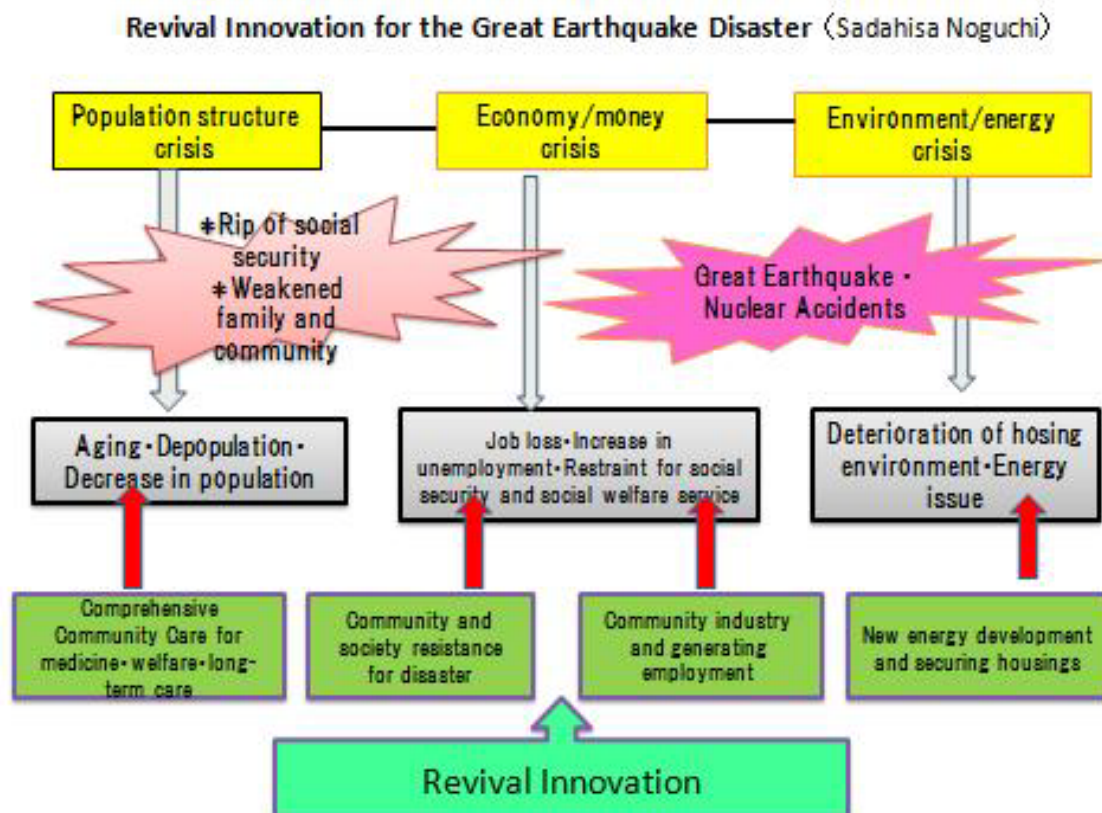 Revival Innovation for the Great Earthquake Disaster （Sadahisa Noguchi）
Population structure
crisis
Economy/money
crisis
Environment/energy
crisis
＊Rip of social
security
＊Weakened
family and
community
Great Earthquake・
Nuclear Accidents
Aging・Depopulation・
Decrease in population
Job loss・Increase in
unemployment・Restraint for social
security and social welfare service
Deterioration of hosing
environment・Energy
issue
Comprehensive
Community Care for
medicine・welfare・long-
term care
Community and
society resistance
for disaster
Community industry
and generating
employment
New energy development
and securing housings
Revival Innovation